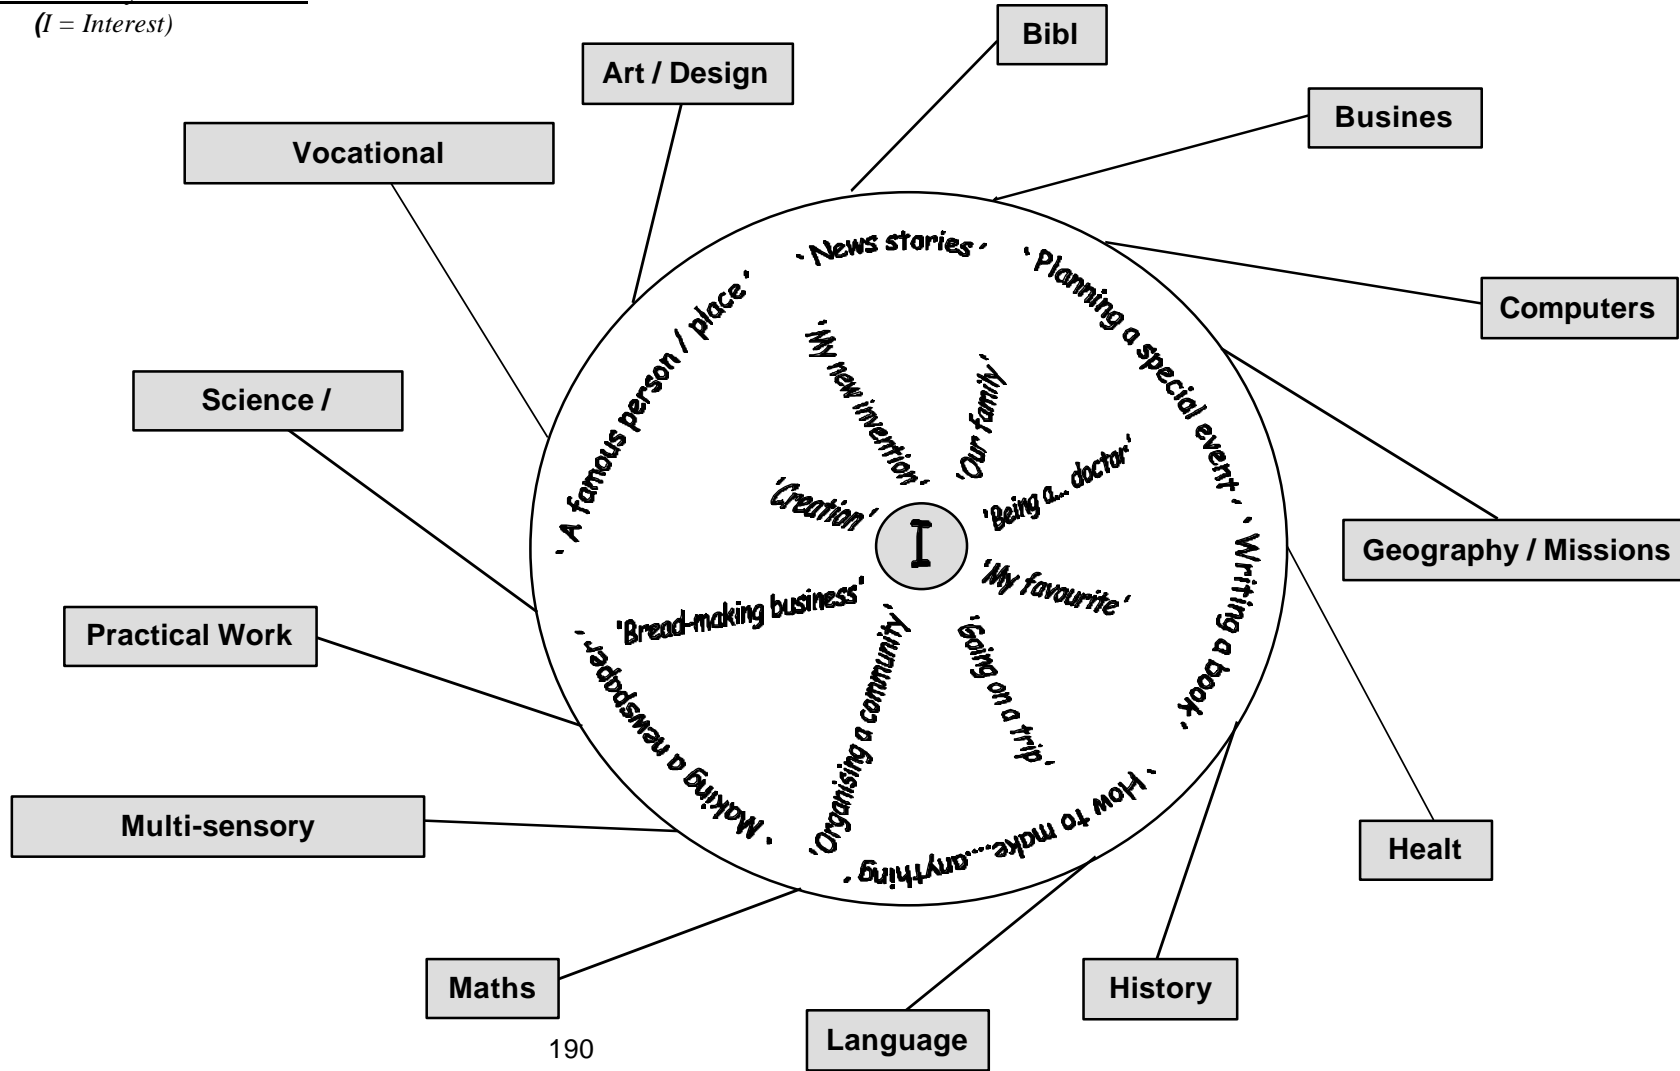 (I = Interest)
Bibl
Art / Design
Busines
Vocational
Computers
Science /
Geography / Missions
Practical Work
Multi-sensory
Healt
Maths
History
Language
' News stories '
' Planning a special event '
' Writing a book '
' How to make....anything '
' Making a newspaper '
' A famous person / place '
'My new invention '
'Our family'
'Being a... doctor'
'My favourite '
'Going on a trip '
'Organising a community'
'Bread-making business'
'Creation '
I
190